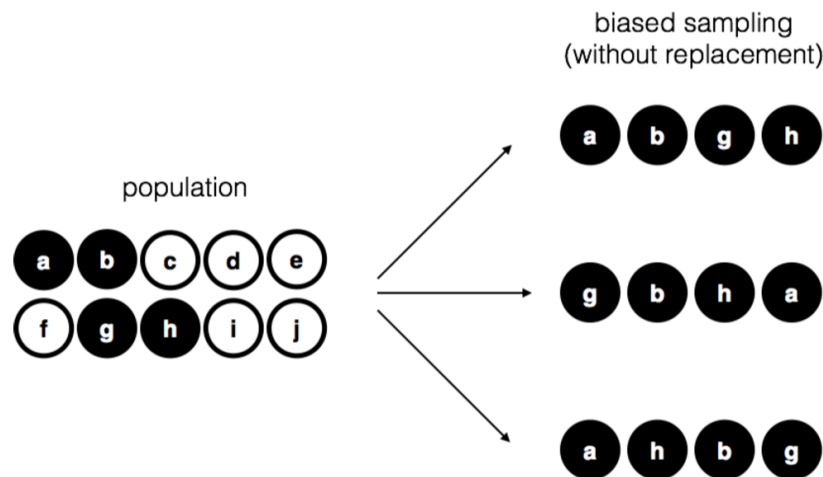 biased sampling
(without replacement)
a b g h
population
a b c d e
f g h i j
g b h a
a h b g